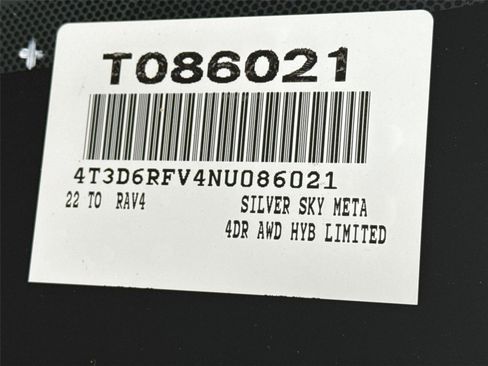 T086021
4T3D6RFV4NU086021
22 TO RAV4 SILVER SKY META
4DR AWD HYB LIMITED